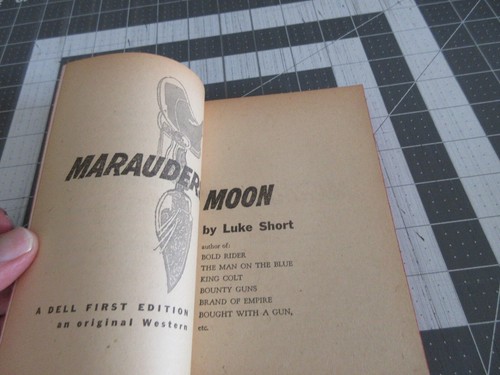 MARAUDERS MOON
by Luke Short
author of:
BOLD RIDER
THE MAN ON THE BLUE
KING COLT
BOUNTY GUNS
BRAND OF EMPIRE
BOUGHT WITH A GUN,
etc.
A DELL FIRST EDITION
an original Western